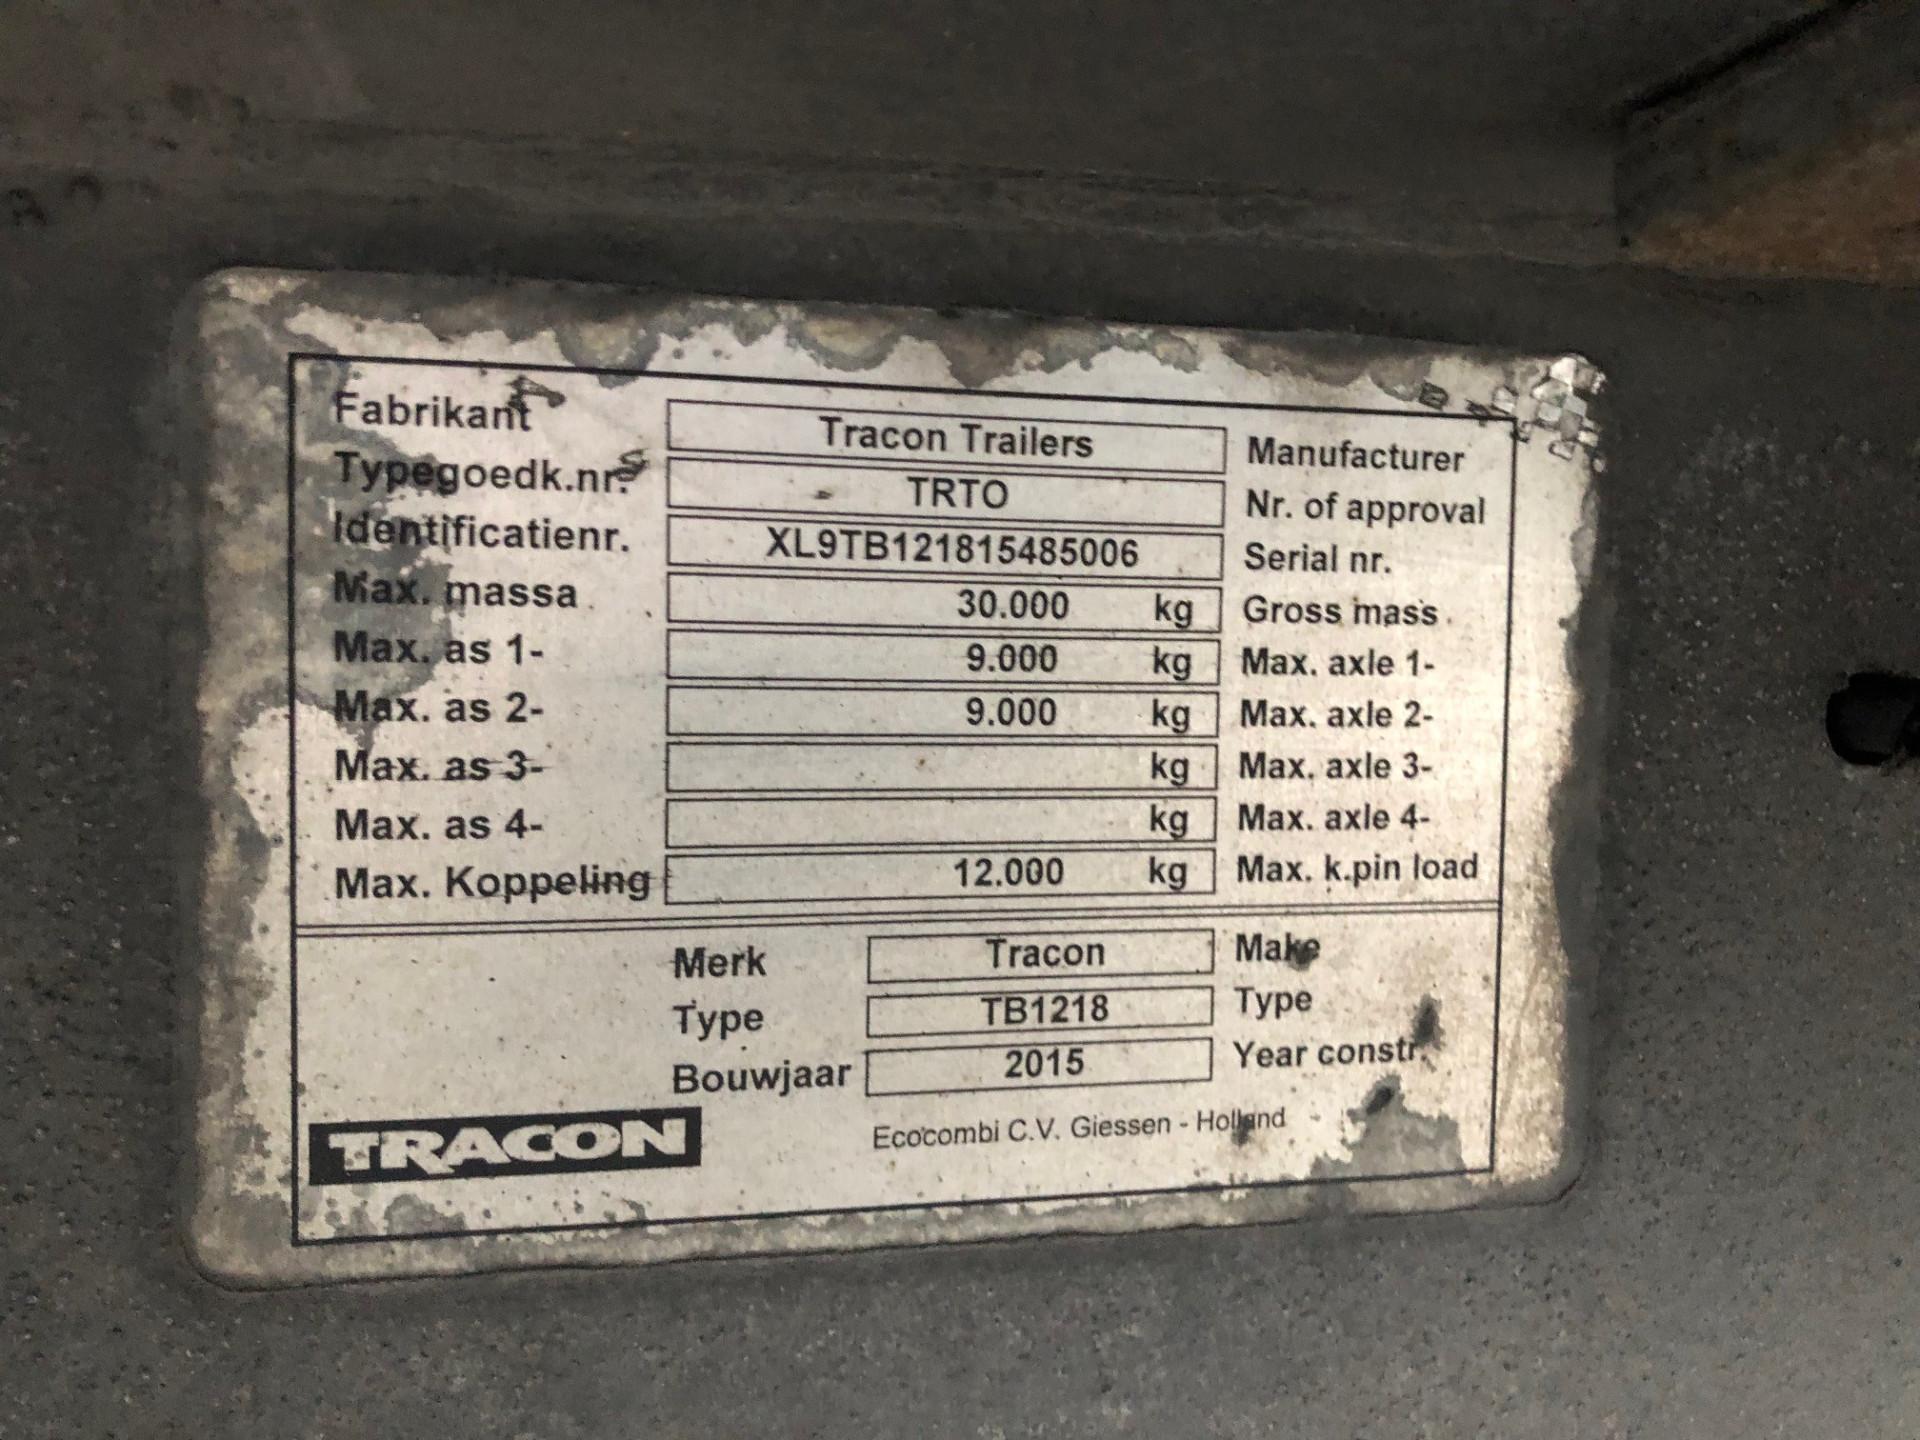 Fabrikant Tracon Trailers Manufacturer
Typegoedk.nr. TRTO Nr. of approval
Identificatienr. XL9TB121815485006 Serial nr.
Max. massa 30.000 kg Gross mass
Max. as 1- 9.000 kg Max. axle 1-
Max. as 2- 9.000 kg Max. axle 2-
Max. as 3- kg Max. axle 3-
Max. as 4- kg Max. axle 4-
Max. Koppeling 12.000 kg Max. k.pin load
Merk Tracon Make
Type TB1218 Type
Bouwjaar 2015 Year constr.
TRACON Ecocombi C.V. Giessen - Holland